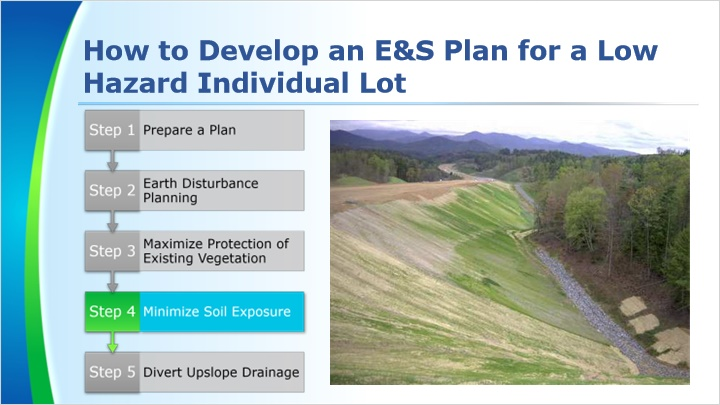 How to Develop an E&S Plan for a Low
Hazard Individual Lot
Step 1 Prepare a Plan
Step 2 Earth Disturbance
Planning
Step 3 Maximize Protection of
Existing Vegetation
Step 4 Minimize Soil Exposure
Step 5 Divert Upslope Drainage